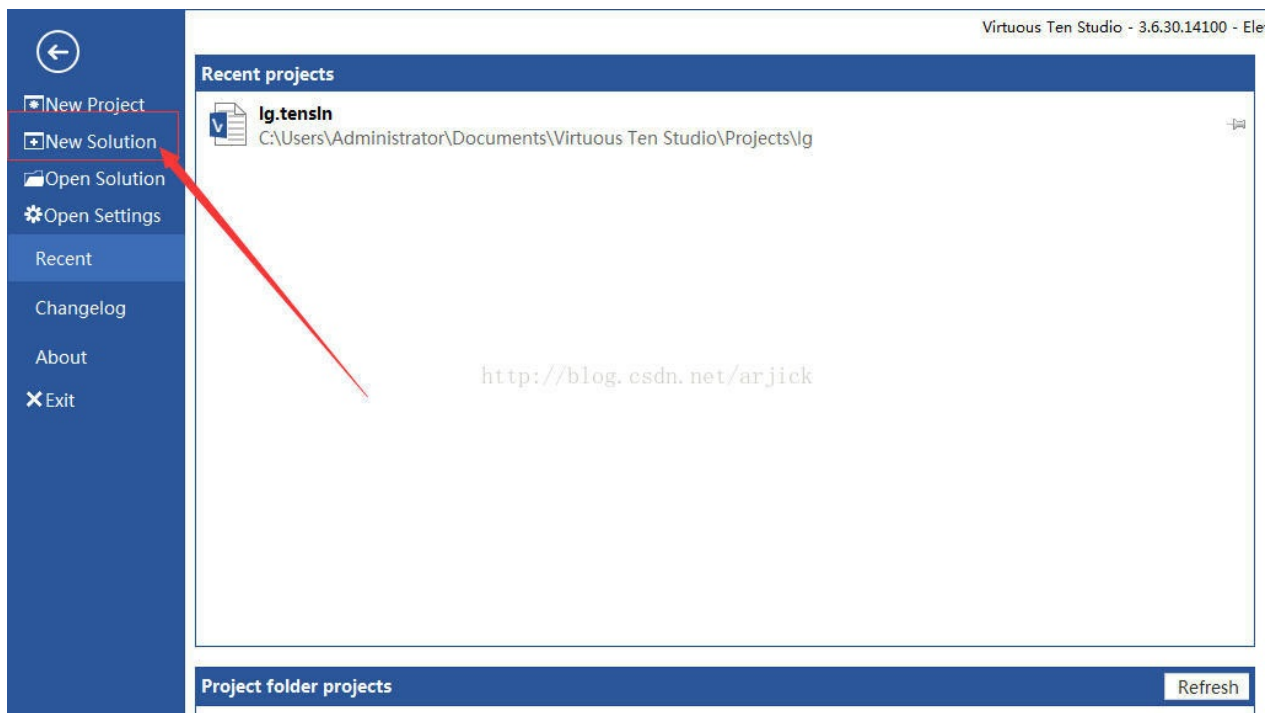 Virtuous Ten Studio - 3.6.30.14100 - Ele
New Project
New Solution
Open Solution
Open Settings
Recent
Changelog
About
Exit
Recent projects
lg.tensln
C:\Users\Administrator\Documents\Virtuous Ten Studio\Projects\lg
http://blog.csdn.net/arjick
Project folder projects
Refresh